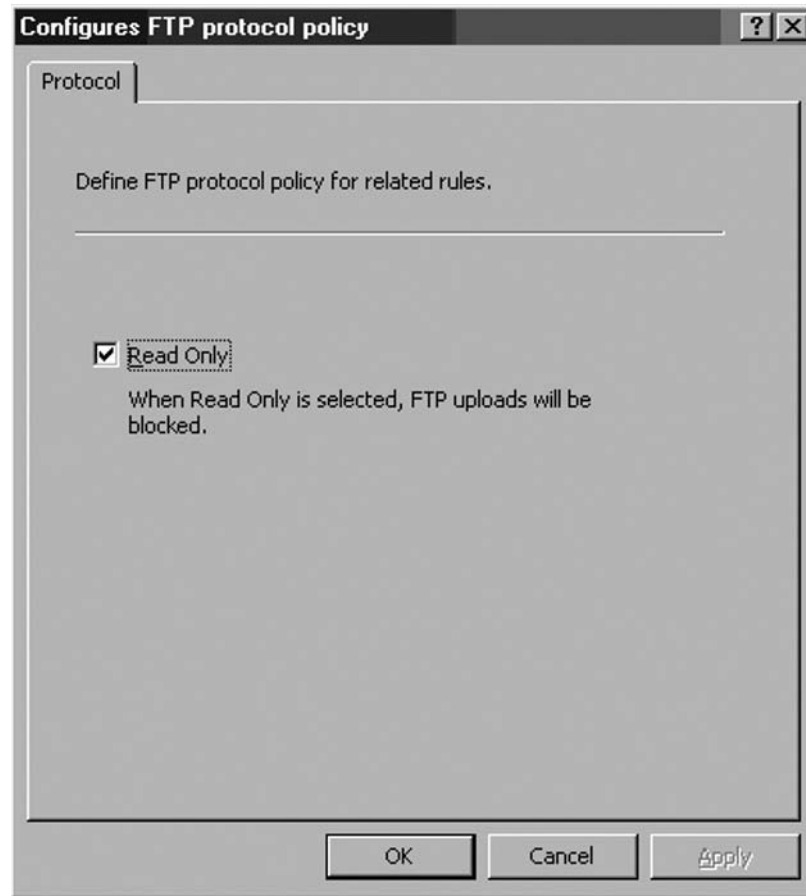 Configures FTP protocol policy
Protocol
Define FTP protocol policy for related rules.
Read Only
When Read Only is selected, FTP uploads will be
blocked.
OK
Cancel
Apply